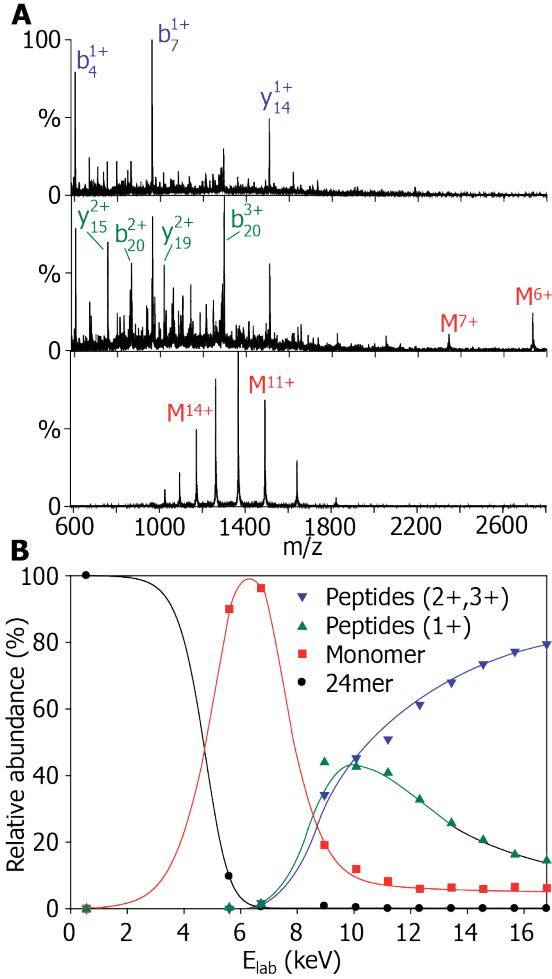 A
100
b4 1+
b7 1+
y14 1+
%
0
y15 2+
b20 2+
y19 2+
b20 3+
M7+
M6+
%
0
M14+
M11+
%
0
600 1000 1400 1800 2200 2600
m/z
B
100
80
60
40
20
0
Relative abundance (%)
Peptides (2+,3+)
Peptides (1+)
Monomer
24mer
0 2 4 6 8 10 12 14 16
Elab (keV)